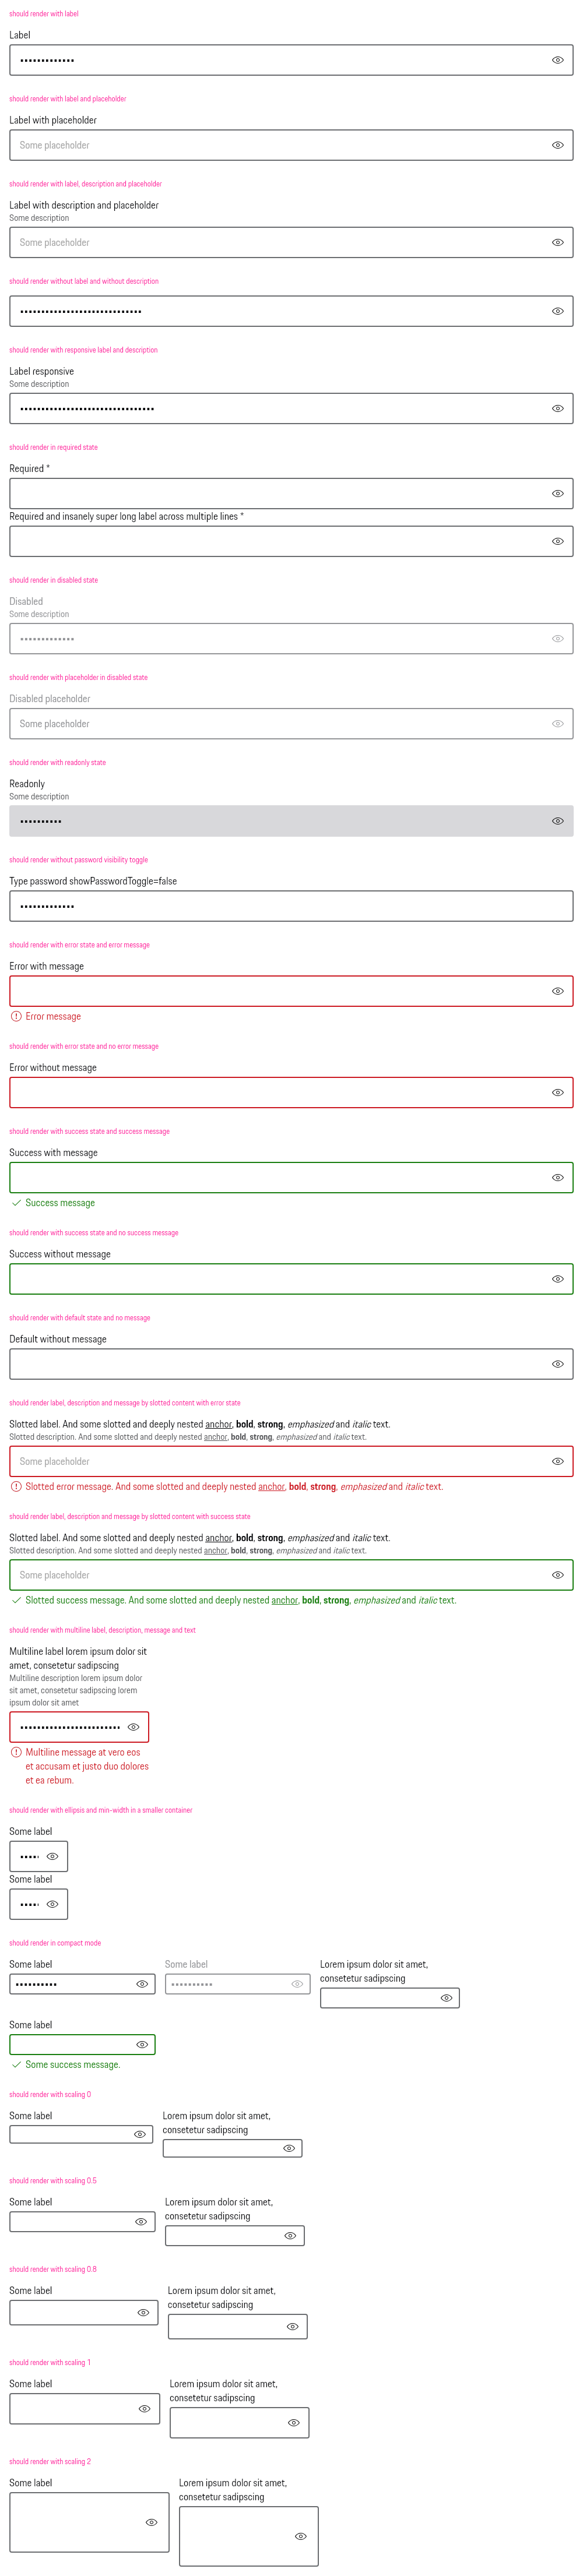 should render with label
Label
•••••••••••••
should render with label and placeholder
Label with placeholder
Some placeholder
should render with label, description and placeholder
Label with description and placeholder
Some description
Some placeholder
should render without label and without description
•••••••••••••••••••••••••••••
should render with responsive label and description
Label responsive
Some description
••••••••••••••••••••••••••••••••
should render in required state
Required *
Required and insanely super long label across multiple lines *
should render in disabled state
Disabled
Some description
•••••••••••••
should render with placeholder in disabled state
Disabled placeholder
Some placeholder
should render with readonly state
Readonly
Some description
••••••••••
should render without password visibility toggle
Type password showPasswordToggle=false
•••••••••••••
should render with error state and error message
Error with message
Error message
should render with error state and no error message
Error without message
should render with success state and success message
Success with message
Success message
should render with success state and no success message
Success without message
should render with default state and no message
Default without message
should render label, description and message by slotted content with error state
Slotted label. And some slotted and deeply nested anchor, bold, strong, emphasized and italic text.
Slotted description. And some slotted and deeply nested anchor, bold, strong, emphasized and italic text.
Some placeholder
Slotted error message. And some slotted and deeply nested anchor, bold, strong, emphasized and italic text.
should render label, description and message by slotted content with success state
Slotted label. And some slotted and deeply nested anchor, bold, strong, emphasized and italic text.
Slotted description. And some slotted and deeply nested anchor, bold, strong, emphasized and italic text.
Some placeholder
Slotted success message. And some slotted and deeply nested anchor, bold, strong, emphasized and italic text.
should render with multiline label, description, message and text
Multiline label lorem ipsum dolor sit
amet, consetetur sadipscing
Multiline description lorem ipsum dolor
sit amet, consetetur sadipscing lorem
ipsum dolor sit amet
••••••••••••••••••••••••
Multiline message at vero eos
et accusam et justo duo dolores
et ea rebum.
should render with ellipsis and min-width in a smaller container
Some label
•••••
Some label
•••••
should render in compact mode
Some label
••••••••••
Some label
••••••••••
Lorem ipsum dolor sit amet,
consetetur sadipscing
Some label
Some success message.
should render with scaling 0
Some label
Lorem ipsum dolor sit amet,
consetetur sadipscing
should render with scaling 0.5
Some label
Lorem ipsum dolor sit amet,
consetetur sadipscing
should render with scaling 0.8
Some label
Lorem ipsum dolor sit amet,
consetetur sadipscing
should render with scaling 1
Some label
Lorem ipsum dolor sit amet,
consetetur sadipscing
should render with scaling 2
Some label
Lorem ipsum dolor sit amet,
consetetur sadipscing